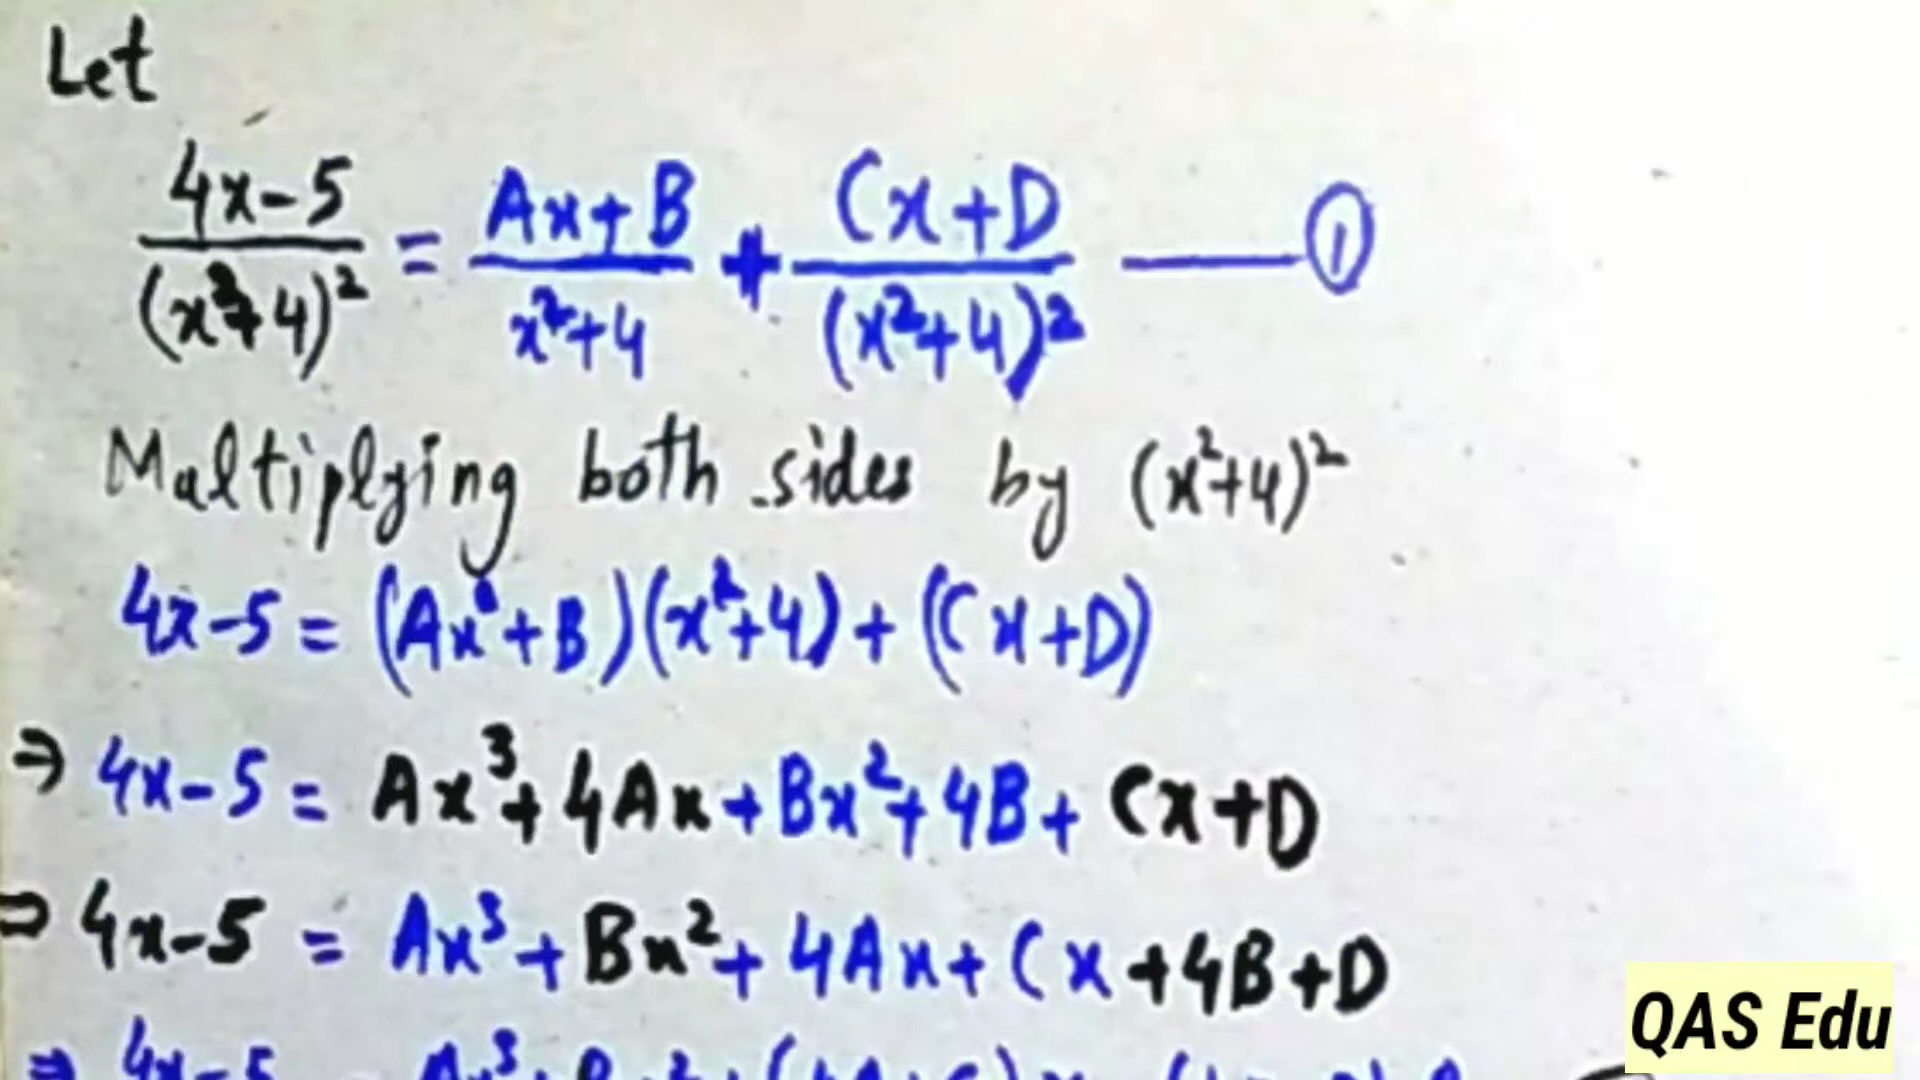 Let
4x-5/(x²+4)² = Ax+B/x²+4 + Cx+D/(x²+4)² —— ①
Multiplying both sides by (x²+4)²
4x-5 = (Ax+B)(x²+4) + (Cx+D)
⇒ 4x-5 = Ax³+4Ax+Bx²+4B+Cx+D
⇒ 4x-5 = Ax³+Bx²+4Ax+Cx+4B+D
⇒ 4x-5
QAS Edu